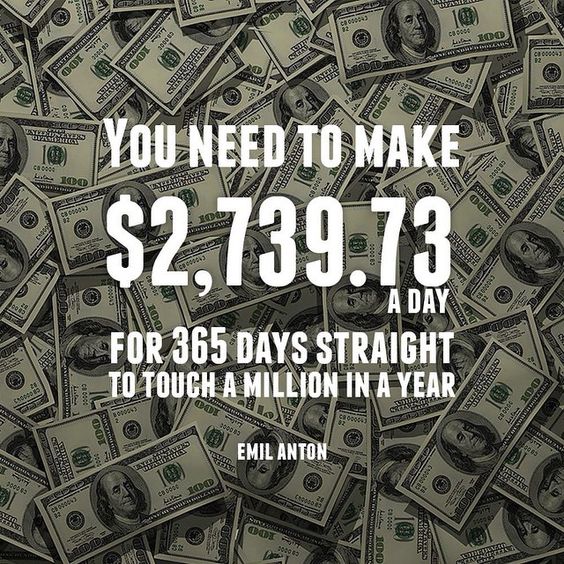 YOU NEED TO MAKE
$2,739.73
A DAY
FOR 365 DAYS STRAIGHT
TO TOUCH A MILLION IN A YEAR
EMIL ANTON